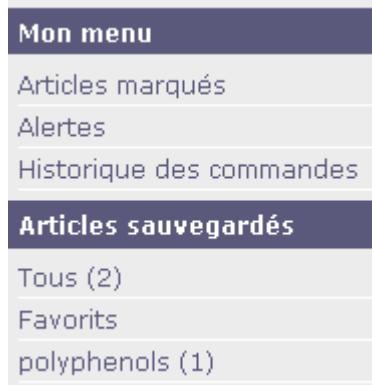 Mon menu
Articles marqués
Alertes
Historique des commandes
Articles sauvegardés
Tous (2)
Favorits
polyphenols (1)